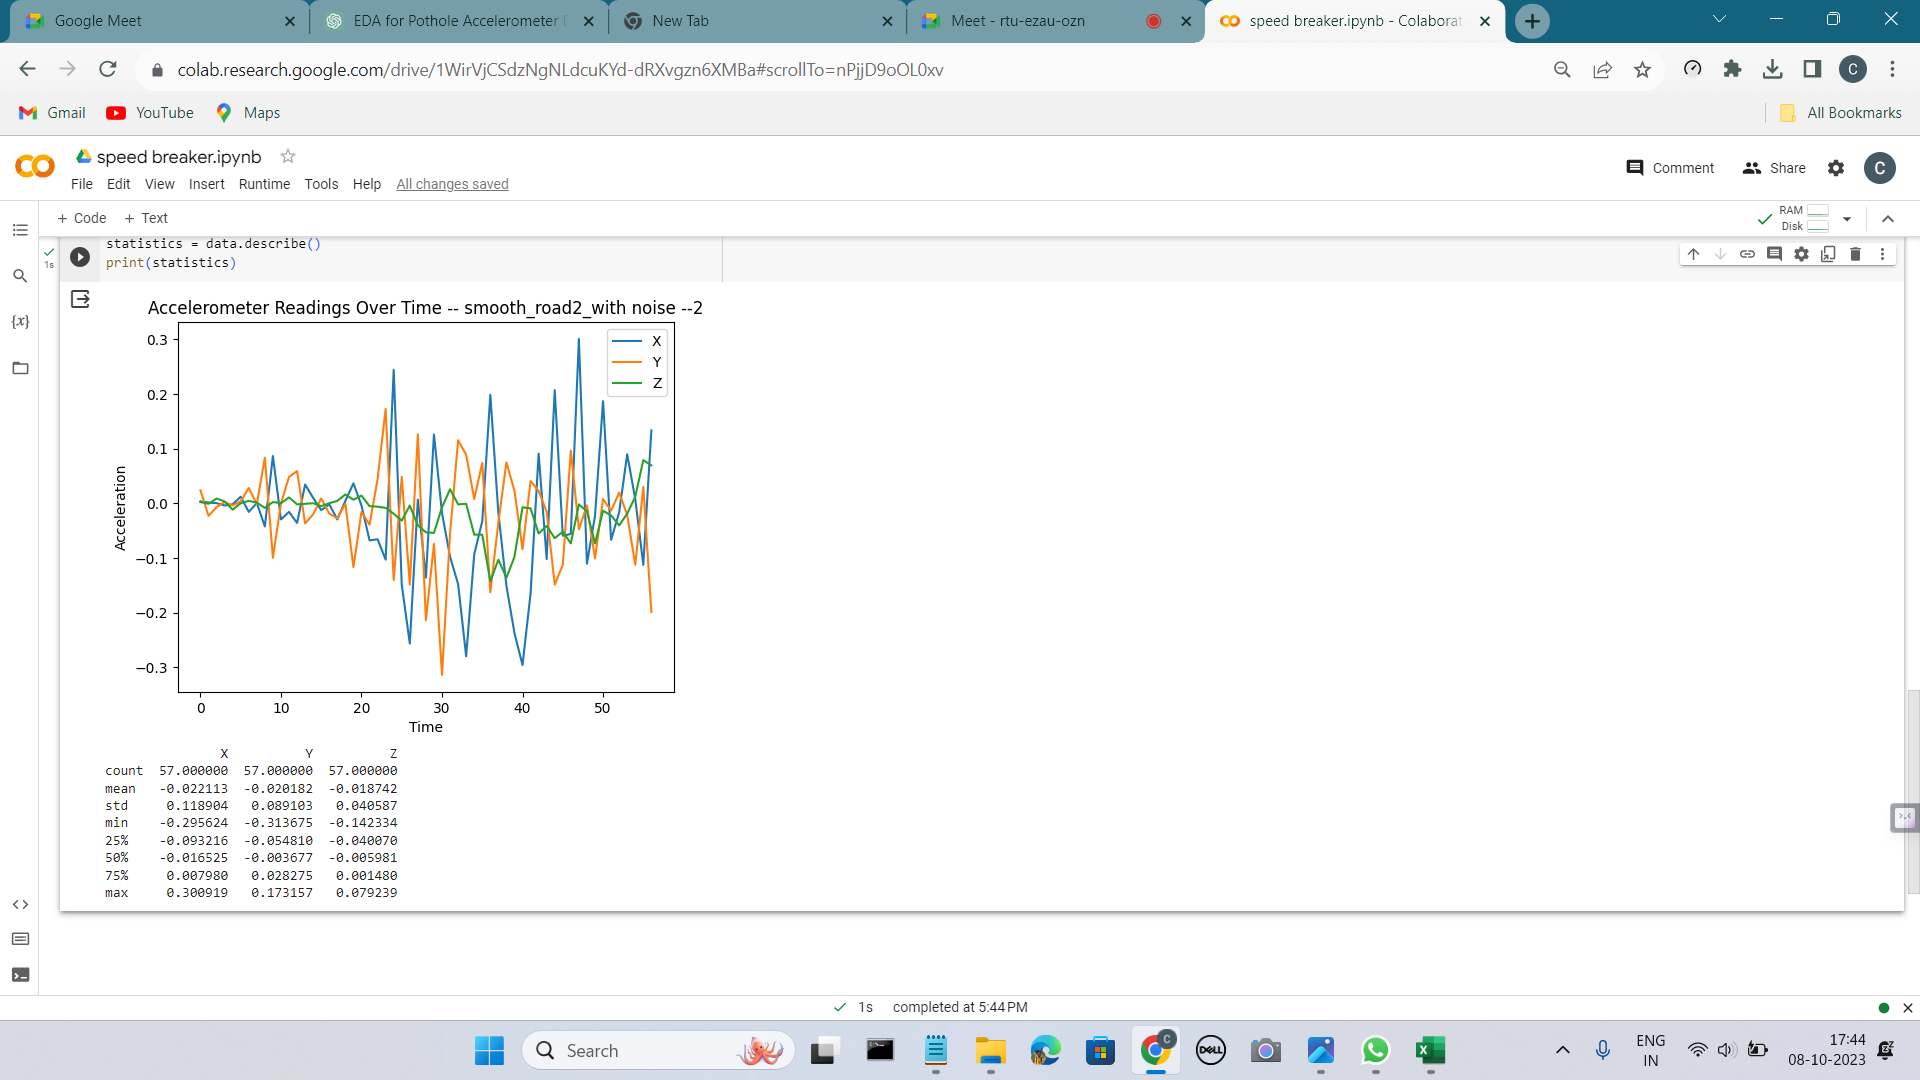 Google Meet
EDA for Pothole Accelerometer
New Tab
Meet - rtu-ezau-ozn
speed breaker.ipynb - Colaborat
colab.research.google.com/drive/1WirVjCSdzNgNLdcuKYd-dRXvgzn6XMBa#scrollTo=nPjjD9oOL0xv
C
Gmail
YouTube
Maps
All Bookmarks
speed breaker.ipynb
File Edit View Insert Runtime Tools Help All changes saved
Comment
Share
C
+ Code + Text
RAM
Disk
statistics = data.describe()
1s
print(statistics)
{x}
Accelerometer Readings Over Time -- smooth_road2_with noise --2
X
Y
Z
0.3
0.2
0.1
0.0
−0.1
−0.2
−0.3
Acceleration
0 10 20 30 40 50
Time
X Y Z
count 57.000000 57.000000 57.000000
mean -0.022113 -0.020182 -0.018742
std 0.118904 0.089103 0.040587
min -0.295624 -0.313675 -0.142334
25% -0.093216 -0.054810 -0.040070
50% -0.016525 -0.003677 -0.005981
75% 0.007980 0.028275 0.001480
max 0.300919 0.173157 0.079239
1s completed at 5:44 PM
Search
C
DELL
ENG
IN
17:44
08-10-2023